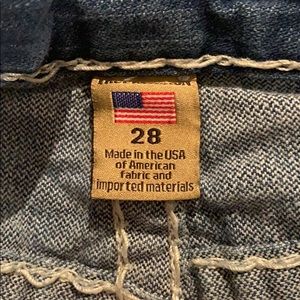 28
Made in the USA
of American
fabric and
imported materials